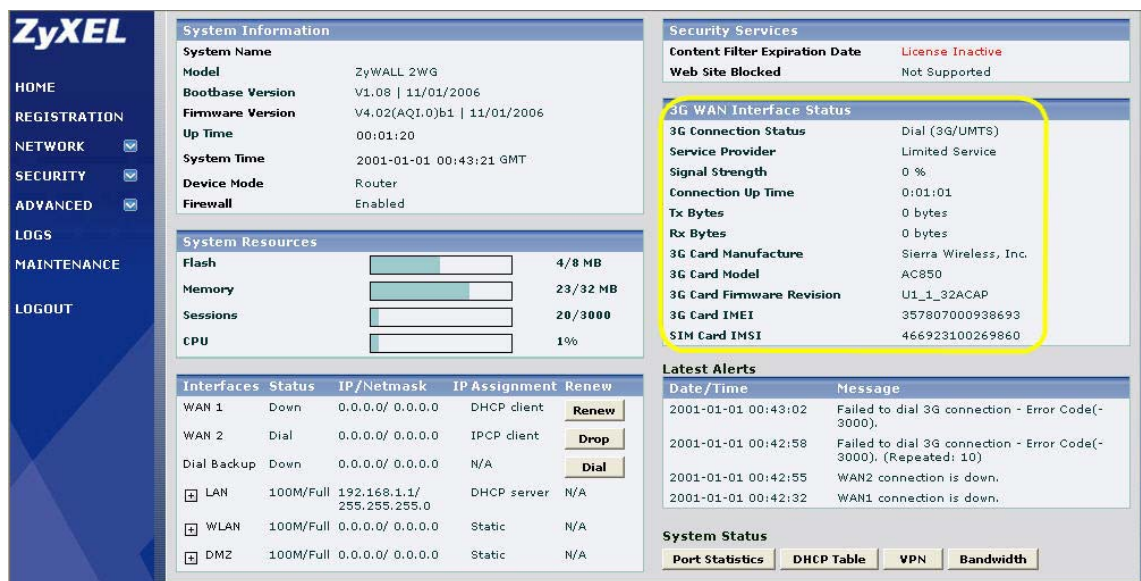 ZyXEL
HOME
REGISTRATION
NETWORK
SECURITY
ADVANCED
LOGS
MAINTENANCE
LOGOUT
System Information
System Name
Model ZyWALL 2WG
Bootbase Version V1.08 | 11/01/2006
Firmware Version V4.02(AQI.0)b1 | 11/01/2006
Up Time 00:01:20
System Time 2001-01-01 00:43:21 GMT
Device Mode Router
Firewall Enabled
System Resources
Flash 4/8 MB
Memory 23/32 MB
Sessions 20/3000
CPU 1%
Interfaces Status IP/Netmask IP Assignment Renew
WAN 1 Down 0.0.0.0/ 0.0.0.0 DHCP client Renew
WAN 2 Dial 0.0.0.0/ 0.0.0.0 IPCP client Drop
Dial Backup Down 0.0.0.0/ 0.0.0.0 N/A Dial
LAN 100M/Full 192.168.1.1/ DHCP server N/A
255.255.255.0
WLAN 100M/Full 0.0.0.0/ 0.0.0.0 Static N/A
DMZ 100M/Full 0.0.0.0/ 0.0.0.0 Static N/A
Security Services
Content Filter Expiration Date License Inactive
Web Site Blocked Not Supported
3G WAN Interface Status
3G Connection Status Dial (3G/UMTS)
Service Provider Limited Service
Signal Strength 0 %
Connection Up Time 0:01:01
Tx Bytes 0 bytes
Rx Bytes 0 bytes
3G Card Manufacture Sierra Wireless, Inc.
3G Card Model AC850
3G Card Firmware Revision U1_1_32ACAP
3G Card IMEI 357807000938693
SIM Card IMSI 466923100269860
Latest Alerts
Date/Time Message
2001-01-01 00:43:02 Failed to dial 3G connection - Error Code(-
3000).
2001-01-01 00:42:58 Failed to dial 3G connection - Error Code(-
3000). (Repeated: 10)
2001-01-01 00:42:55 WAN2 connection is down.
2001-01-01 00:42:32 WAN1 connection is down.
System Status
Port Statistics DHCP Table VPN Bandwidth